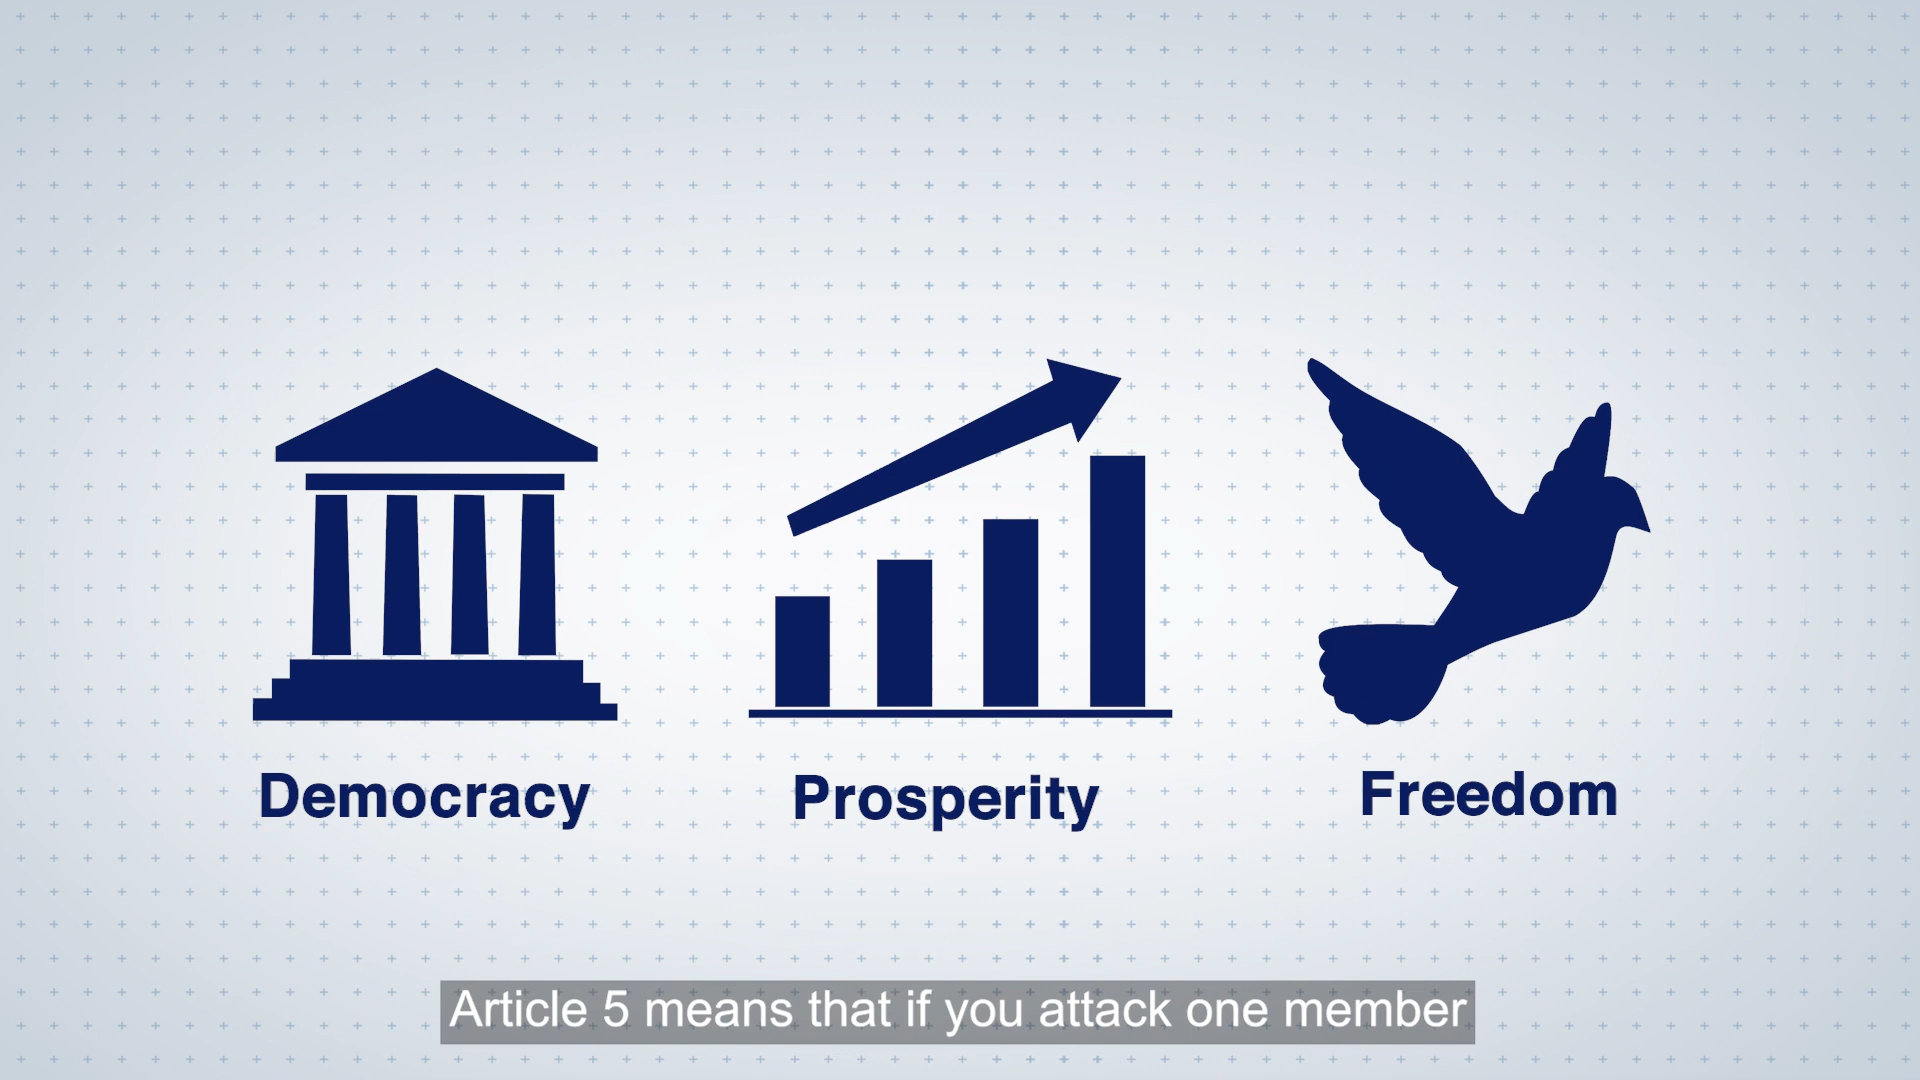 Democracy
Prosperity
Freedom
Article 5 means that if you attack one member